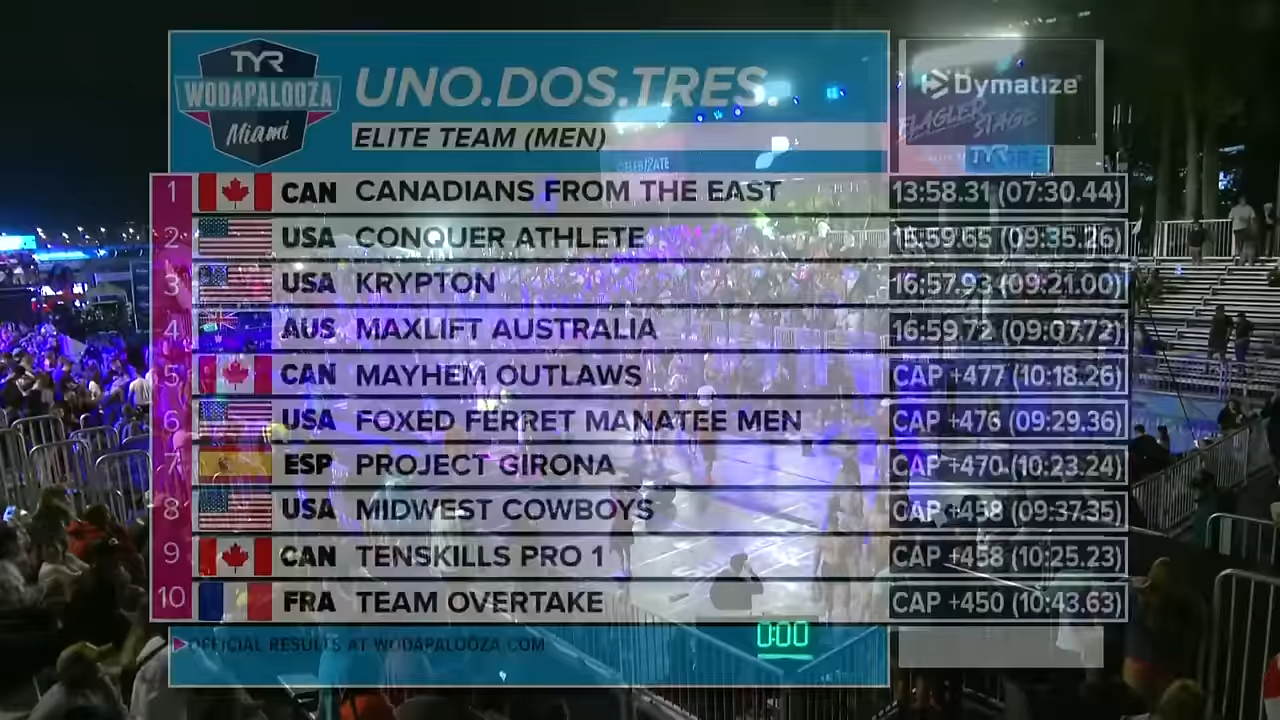 TYR
WODAPALOOZA
Miami
UNO.DOS.TRES.
ELITE TEAM (MEN)
Dymatize
FLAGLER STAGE
TYR
CELEBRATE
1 CAN CANADIANS FROM THE EAST 13:58.31 (07:30.44)
2 USA CONQUER ATHLETE 15:59.65 (09:35.26)
3 USA KRYPTON 16:57.93 (09:21.00)
4 AUS MAXLIFT AUSTRALIA 16:59.72 (09:07.72)
5 CAN MAYHEM OUTLAWS CAP +477 (10:18.26)
6 USA FOXED FERRET MANATEE MEN CAP +476 (09:29.36)
7 ESP PROJECT GIRONA CAP +470 (10:23.24)
8 USA MIDWEST COWBOYS CAP +458 (09:37.35)
9 CAN TENSKILLS PRO 1 CAP +458 (10:25.23)
10 FRA TEAM OVERTAKE CAP +450 (10:43.63)
OFFICIAL RESULTS AT WODAPALOOZA.COM
0:00